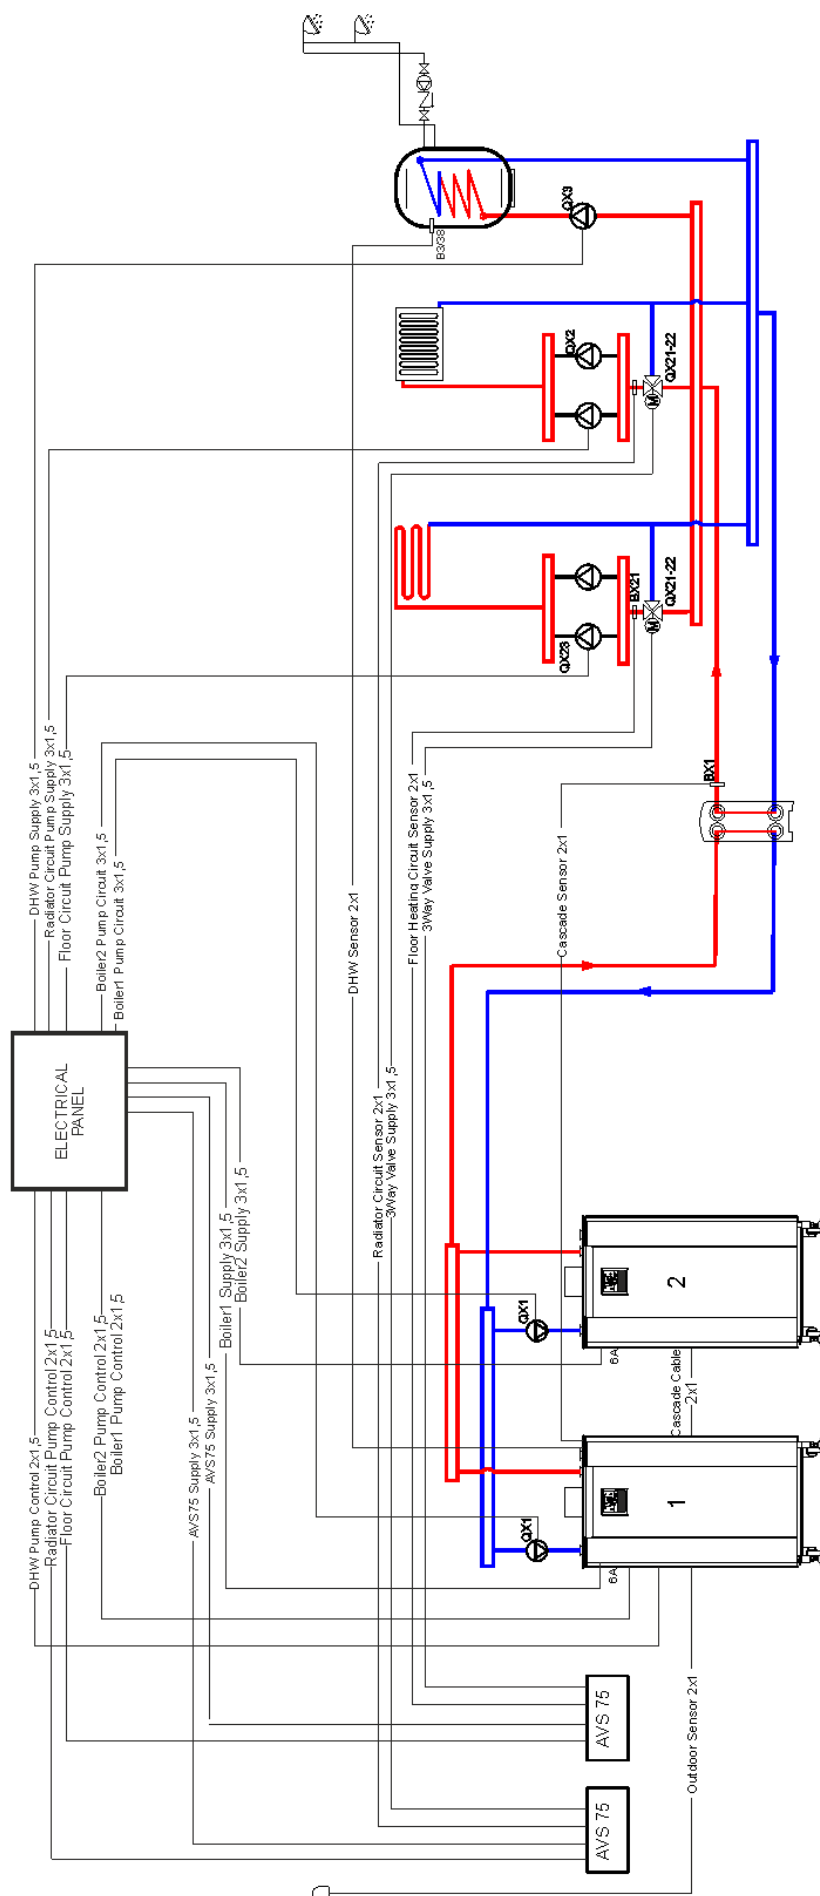 QX3
B3/38
QX2
QX21-22
QX23
BX21
QX21-22
BX1
DHW Pump Supply 3x1,5
Radiator Circuit Pump Supply 3x1,5
Floor Circuit Pump Supply 3x1,5
Boiler2 Pump Circuit 3x1,5
Boiler1 Pump Circuit 3x1,5
DHW Sensor 2x1
Floor Heating Circuit Sensor 2x1
3Way Valve Supply 3x1,5
Cascade Sensor 2x1
ELECTRICAL
PANEL
Radiator Circuit Sensor 2x1
3Way Valve Supply 3x1,5
Boiler1 Supply 3x1,5
Boiler2 Supply 3x1,5
DHW Pump Control 2x1,5
Radiator Circuit Pump Control 2x1,5
Floor Circuit Pump Control 2x1,5
Boiler2 Pump Control 2x1,5
Boiler1 Pump Control 2x1,5
AVS75 Supply 3x1,5
AVS75 Supply 3x1,5
QX1
2
6A
Cascade Cable
2x1
QX1
1
6A
AVS 75
AVS 75
Outdoor Sensor 2x1
M
M